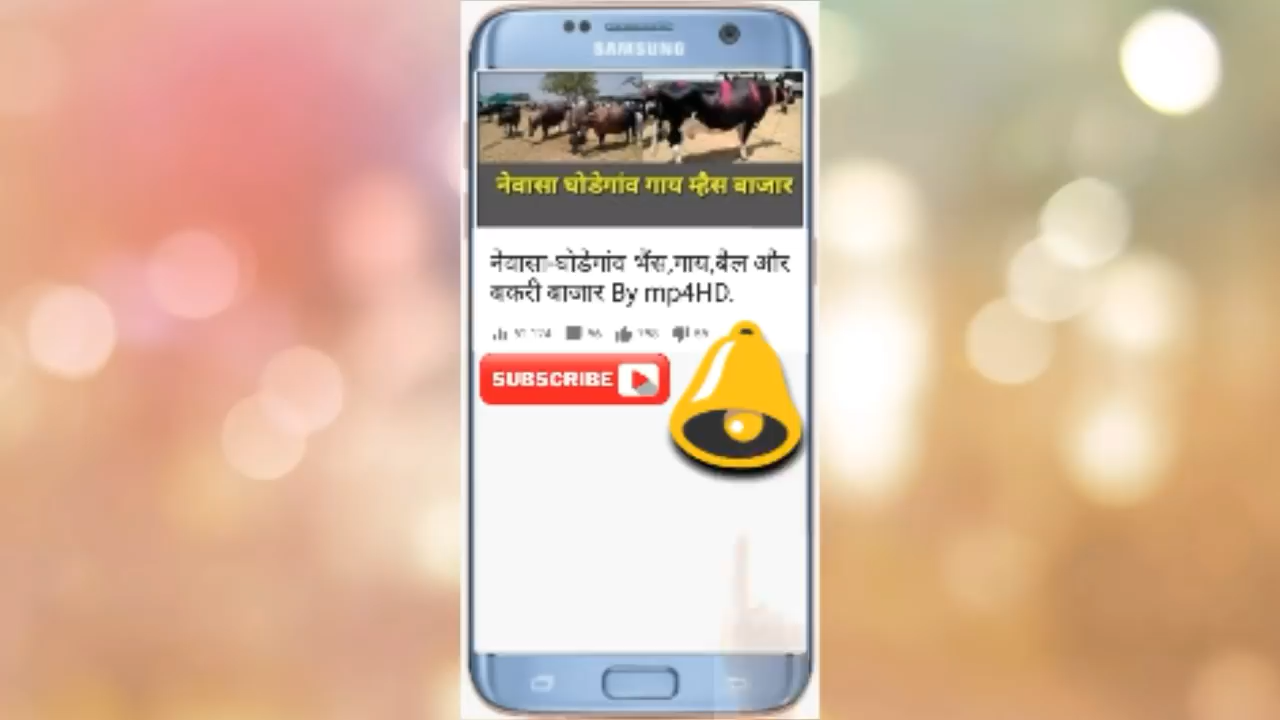 SAMSUNG
नेवासा घोडेगांव गाय म्हैस बाजार
नेवासा-घोडेगांव भैंस,गाय,बैल और
बकरी बाजार By mp4HD.
SUBSCRIBE